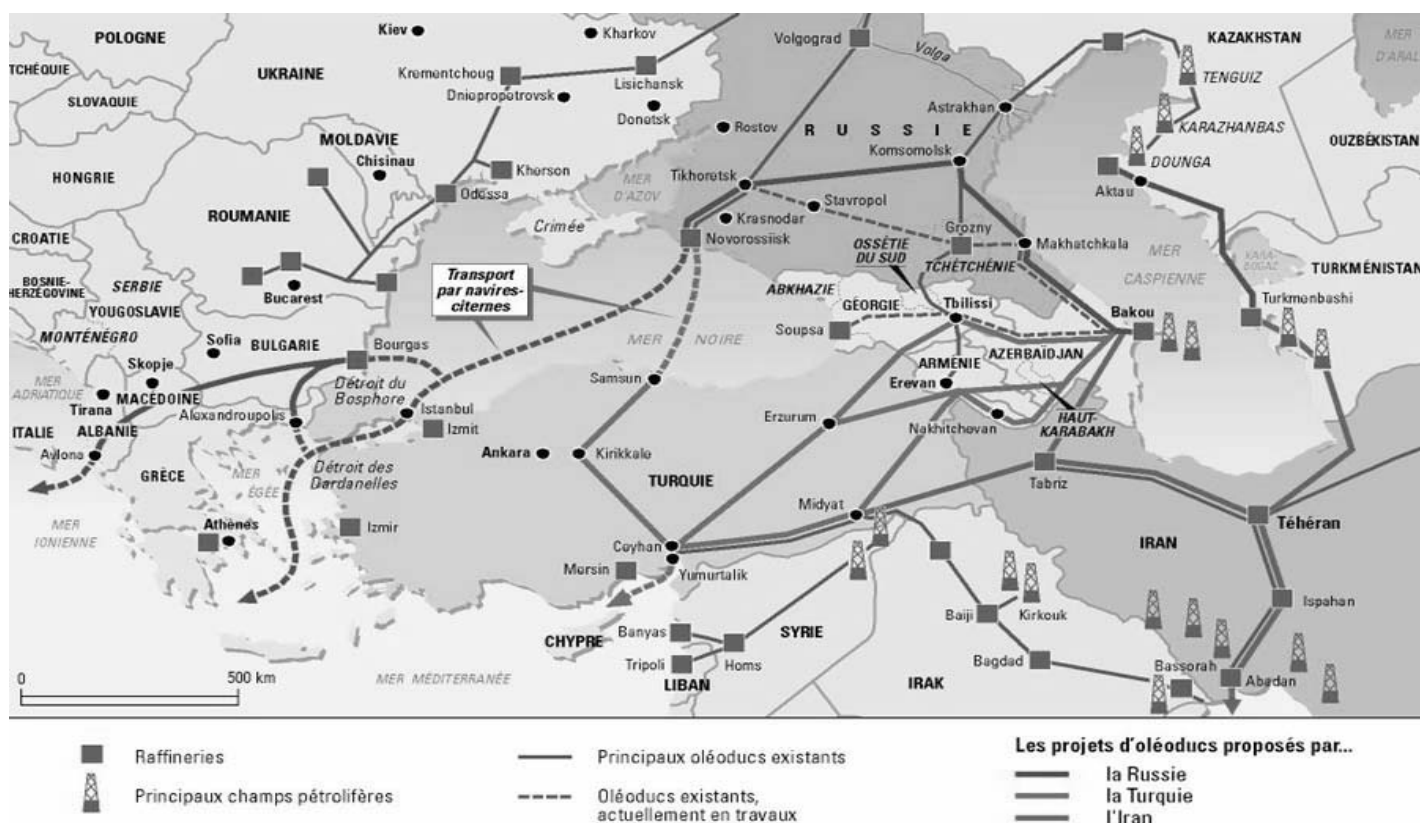 POLOGNE
Kiev
Kharkov
Volgograd
Volga
KAZAKHSTAN
MER
D'ARAL
TCHÉQUIE
UKRAINE
Krementchoug
Lisichansk
TENGUIZ
SLOVAQUIE
Dniepropetrovsk
Astrakhan
Donetsk
Rostov
RUSSIE
KARAZHANBAS
OUZBÉKISTAN
MOLDAVIE
Chisinau
Komsomolsk
DOUNGA
HONGRIE
Kherson
MER
D'AZOV
Tikhoretsk
Aktau
Odessa
Stavropol
ROUMANIE
Crimée
Krasnodar
Grozny
CROATIE
Novorossiisk
OSSÉTIE
DU SUD
Makhatchkala
MER
CASPIENNE
KARA-
BOGAZ
TCHÉTCHÉNIE
BOSNIE-
HERZÉGOVINE
SERBIE
Bucarest
Transport
par navires-
citernes
ABKHAZIE
GÉORGIE
Tbilissi
TURKMÉNISTAN
YOUGOSLAVIE
Turkmenbashi
MONTÉNÉGRO
Soupsa
Bakou
Sofia
BULGARIE
Bourgas
MER NOIRE
AZERBAÏDJAN
Skopje
ARMÉNIE
MER
ADRIATIQUE
Détroit du
Bosphore
Samsun
Erevan
Tirana
MACÉDOINE
Alexandroupolis
Istanbul
Erzurum
HAUT-
KARABAKH
ITALIE
ALBANIE
Izmit
Nakhitchevan
Avlona
Ankara
Kirikkale
GRÈCE
MER
ÉGÉE
Détroit des
Dardanelles
TURQUIE
Tabriz
Midyat
MER
IONIENNE
Athènes
Izmir
Téhéran
Ceyhan
IRAN
Mersin
Yumurtalik
Ispahan
Baiji
Kirkouk
CHYPRE
Banyas
SYRIE
Tripoli
Homs
Bagdad
Bassorah
0
500 km
MER MÉDITERRANÉE
LIBAN
IRAK
Abadan
Raffineries
Principaux champs pétrolifères
Principaux oléoducs existants
Oléoducs existants,
actuellement en travaux
Les projets d'oléoducs proposés par...
la Russie
la Turquie
l'Iran